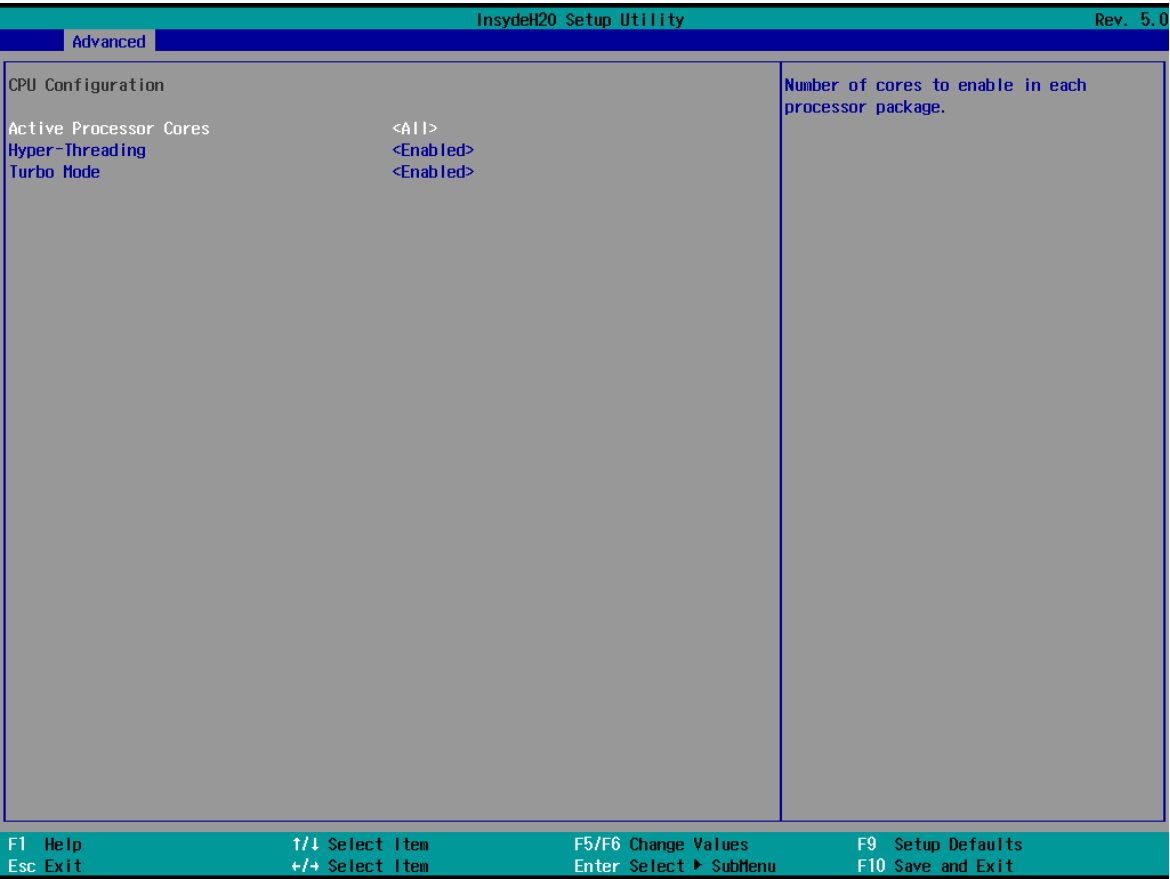 InsydeH20 Setup Utility Rev. 5.0
Advanced
CPU Configuration
Active Processor Cores <All>
Hyper-Threading <Enabled>
Turbo Mode <Enabled>
Number of cores to enable in each
processor package.
F1 Help ↑/↓ Select Item F5/F6 Change Values F9 Setup Defaults
Esc Exit ←/→ Select Item Enter Select ▶ SubMenu F10 Save and Exit